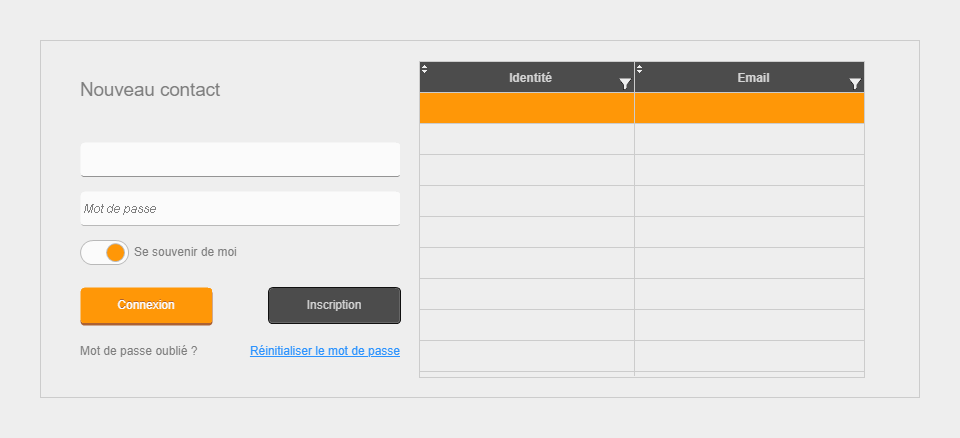 Nouveau contact
Mot de passe
Se souvenir de moi
Connexion
Inscription
Mot de passe oublié ?
Réinitialiser le mot de passe
Identité
Email